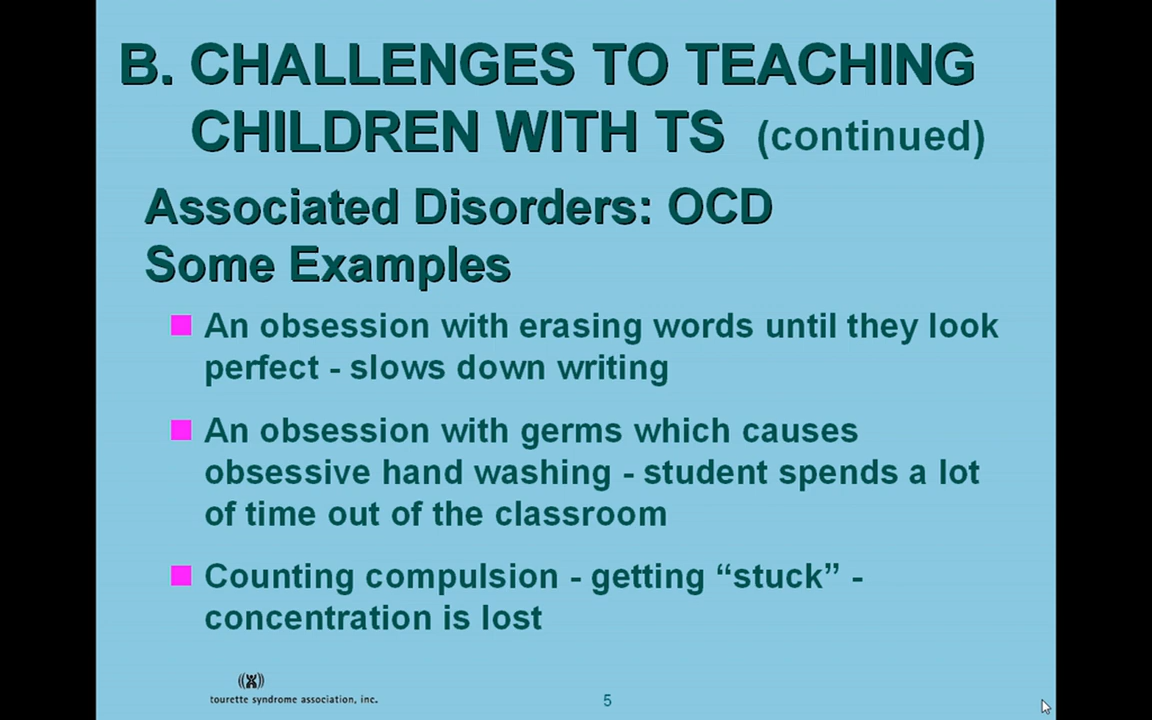 B. CHALLENGES TO TEACHING
CHILDREN WITH TS (continued)
Associated Disorders: OCD
Some Examples
An obsession with erasing words until they look
perfect - slows down writing
An obsession with germs which causes
obsessive hand washing - student spends a lot
of time out of the classroom
Counting compulsion - getting “stuck” -
concentration is lost
tourette syndrome association, inc.
5